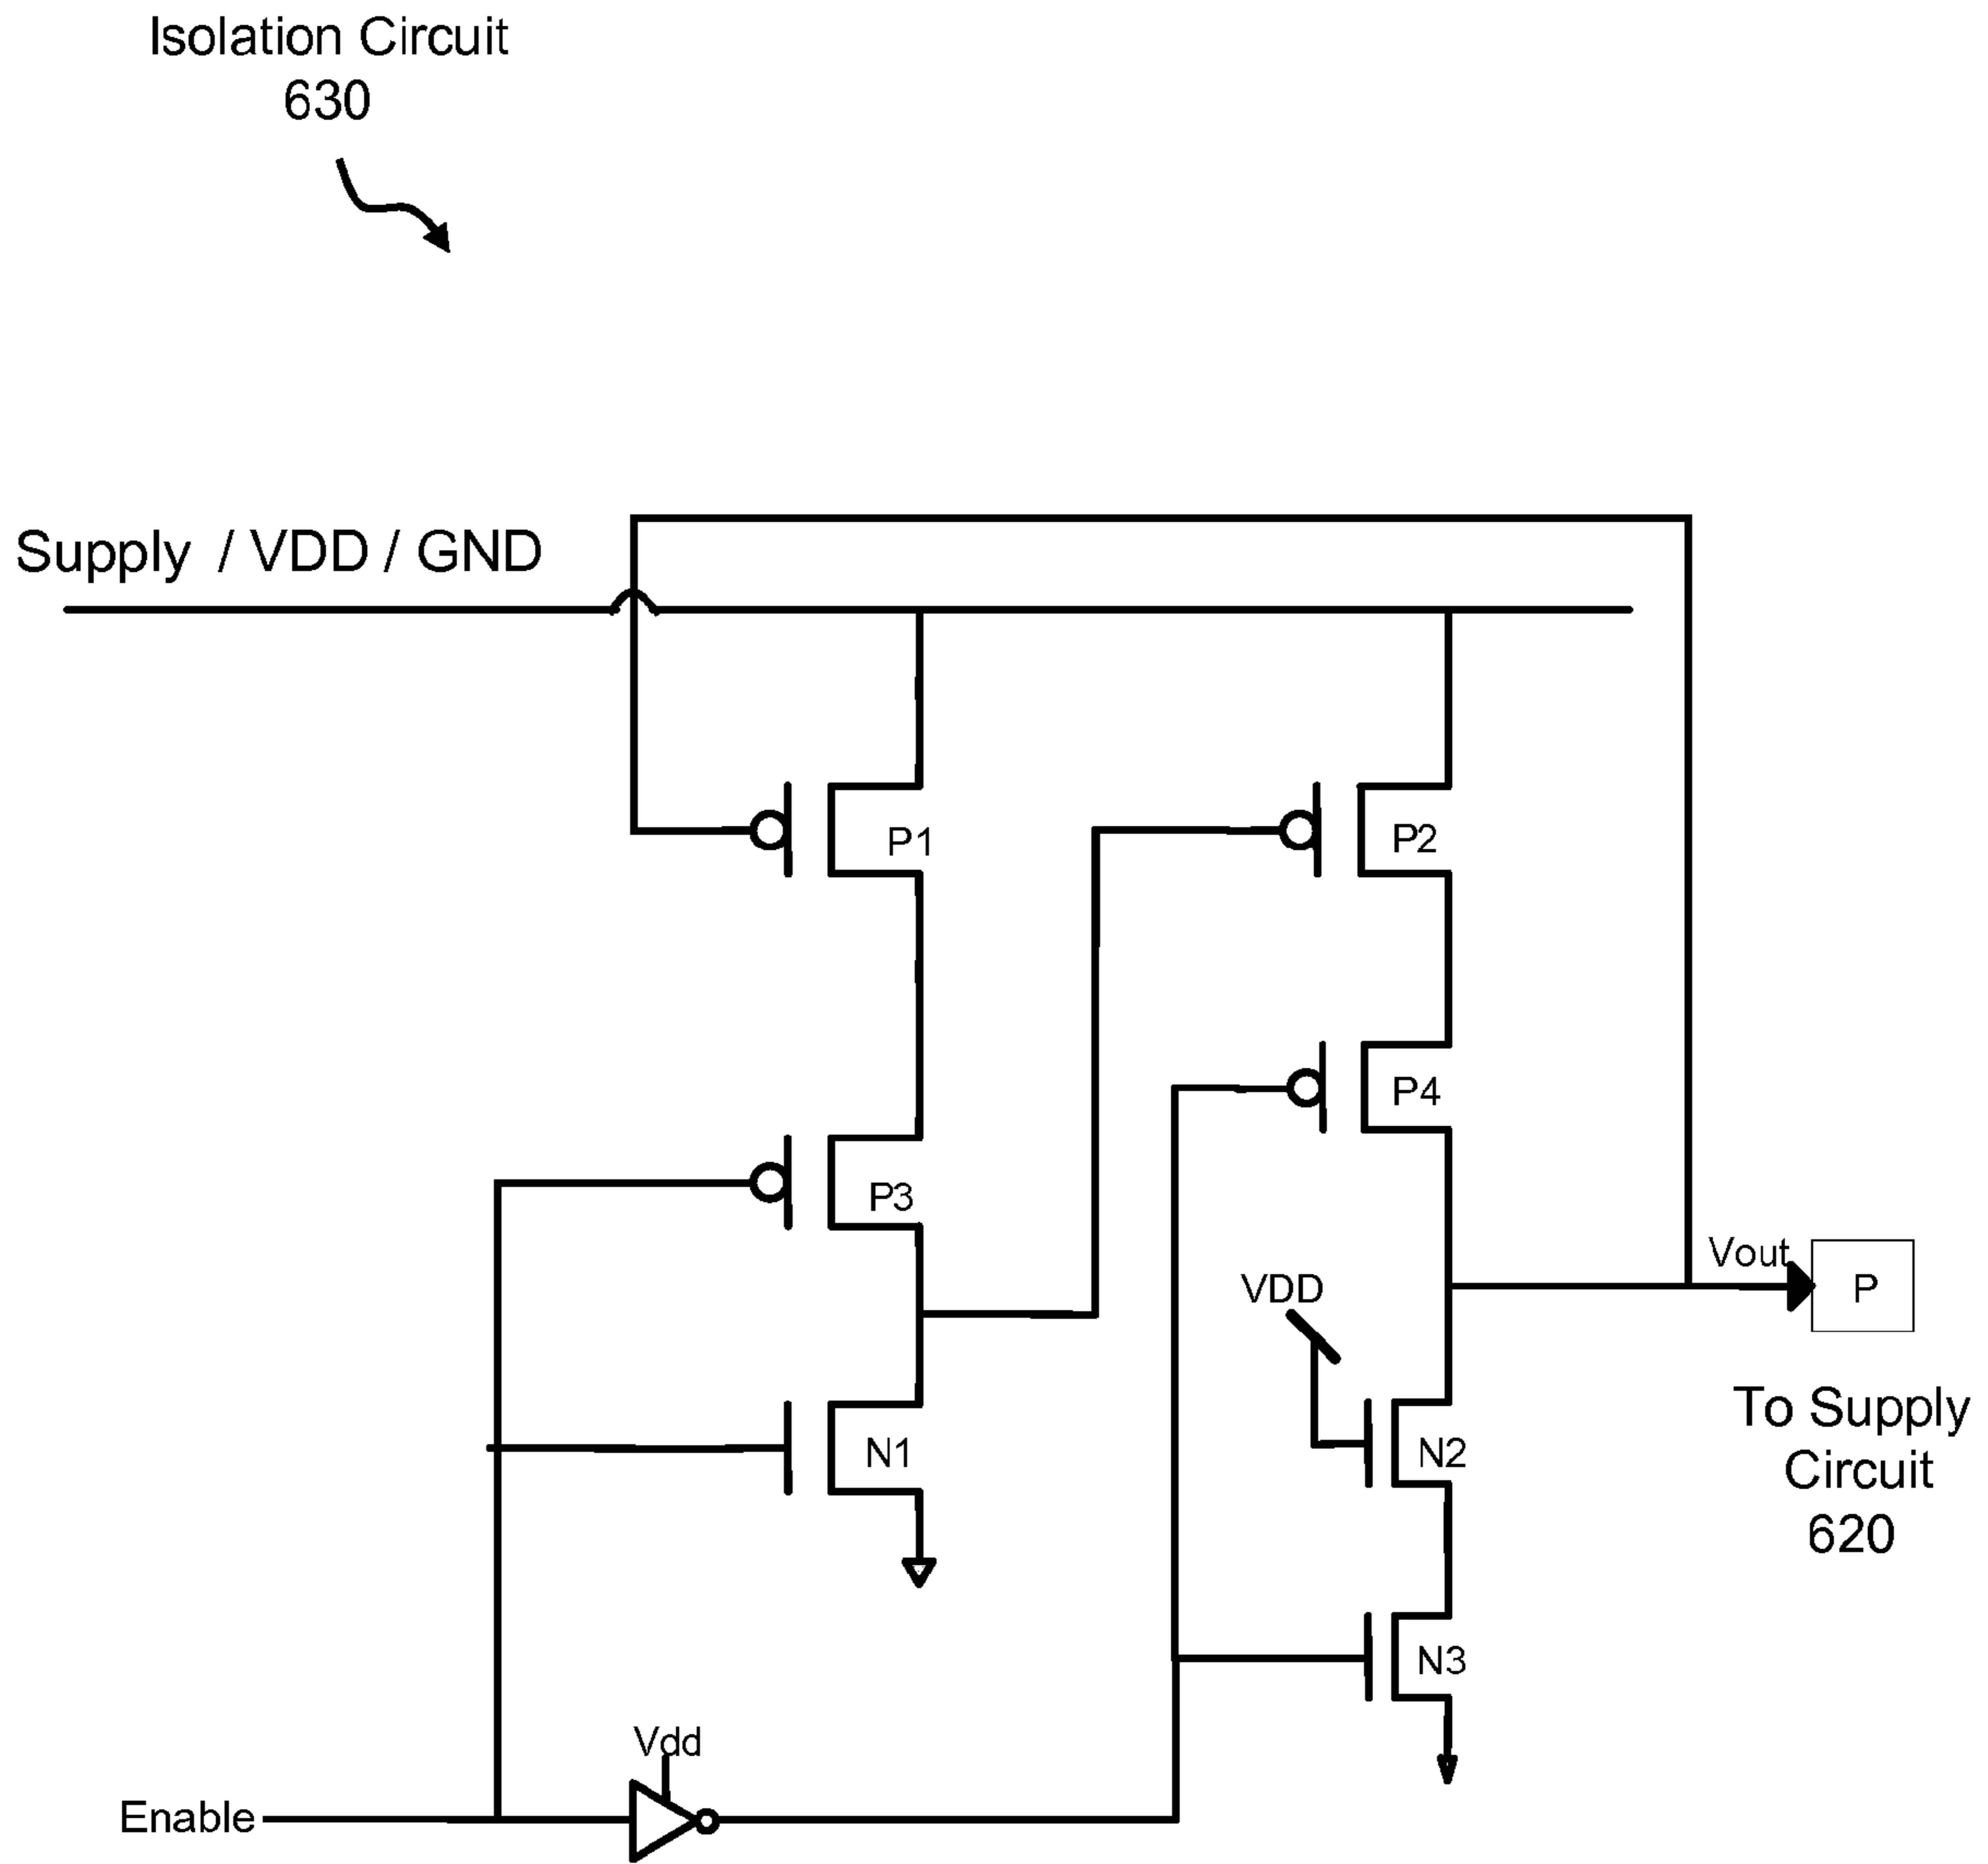 Isolation Circuit
630
Supply / VDD / GND
P1
P2
P4
P3
Vout
P
VDD
To Supply
Circuit
620
N1
N2
N3
Vdd
Enable